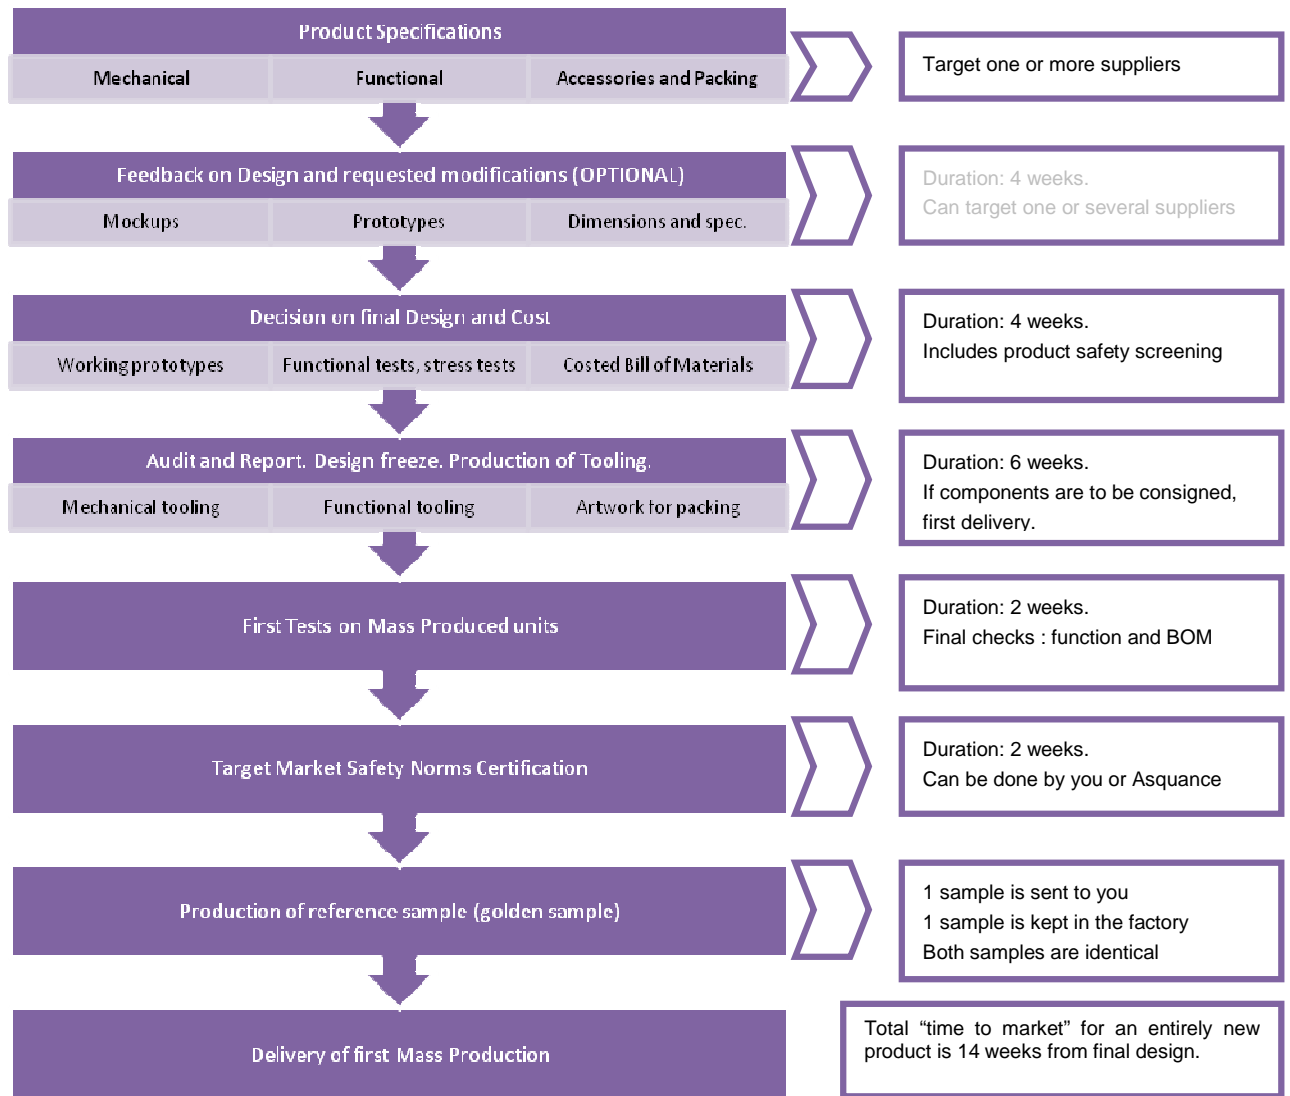 Product Specifications
Mechanical
Functional
Accessories and Packing
Target one or more suppliers
Feedback on Design and requested modifications (OPTIONAL)
Mockups
Prototypes
Dimensions and spec.
Duration: 4 weeks.
Can target one or several suppliers
Decision on final Design and Cost
Working prototypes
Functional tests, stress tests
Costed Bill of Materials
Duration: 4 weeks.
Includes product safety screening
Audit and Report. Design freeze. Production of Tooling.
Mechanical tooling
Functional tooling
Artwork for packing
Duration: 6 weeks.
If components are to be consigned,
first delivery.
First Tests on Mass Produced units
Duration: 2 weeks.
Final checks : function and BOM
Target Market Safety Norms Certification
Duration: 2 weeks.
Can be done by you or Asquance
Production of reference sample (golden sample)
1 sample is sent to you
1 sample is kept in the factory
Both samples are identical
Delivery of first Mass Production
Total “time to market” for an entirely new
product is 14 weeks from final design.